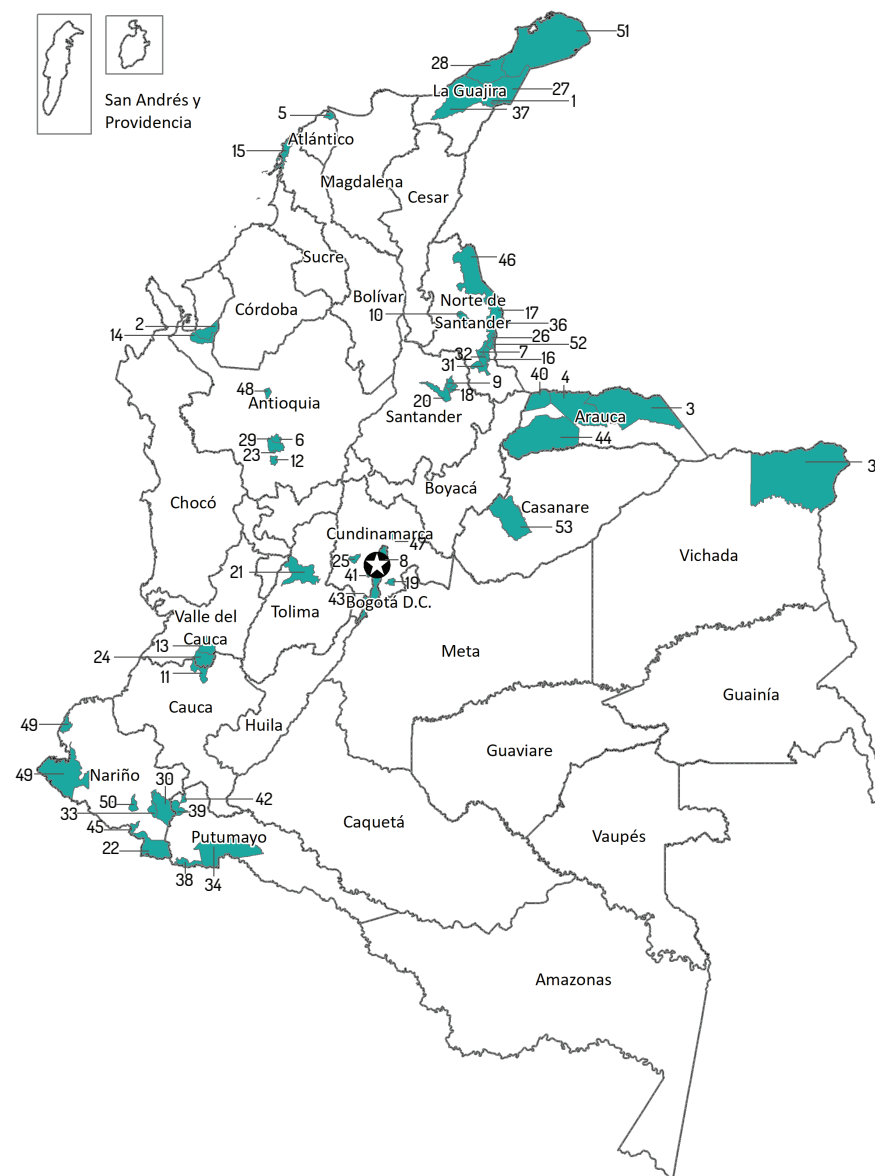 51
28
La Guajira
27
1
37
San Andrés y
Providencia
5
Atlántico
15
Magdalena
Cesar
Sucre
46
Bolívar
Norte de
Santander
Córdoba
10
17
2
36
14
26
52
32
7
31
16
40
4
9
48
Antioquia
18
20
Santander
3
Arauca
29
6
44
23
12
3
Boyacá
Chocó
Casanare
53
Cundinamarca
47
Vichada
25
8
21
41
19
43
Bogotá D.C.
Tolima
Valle del
Cauca
13
24
Meta
11
Cauca
Guainía
Huila
49
Guaviare
49
Nariño
30
42
50
39
33
Caquetá
45
Putumayo
Vaupés
22
38
34
Amazonas